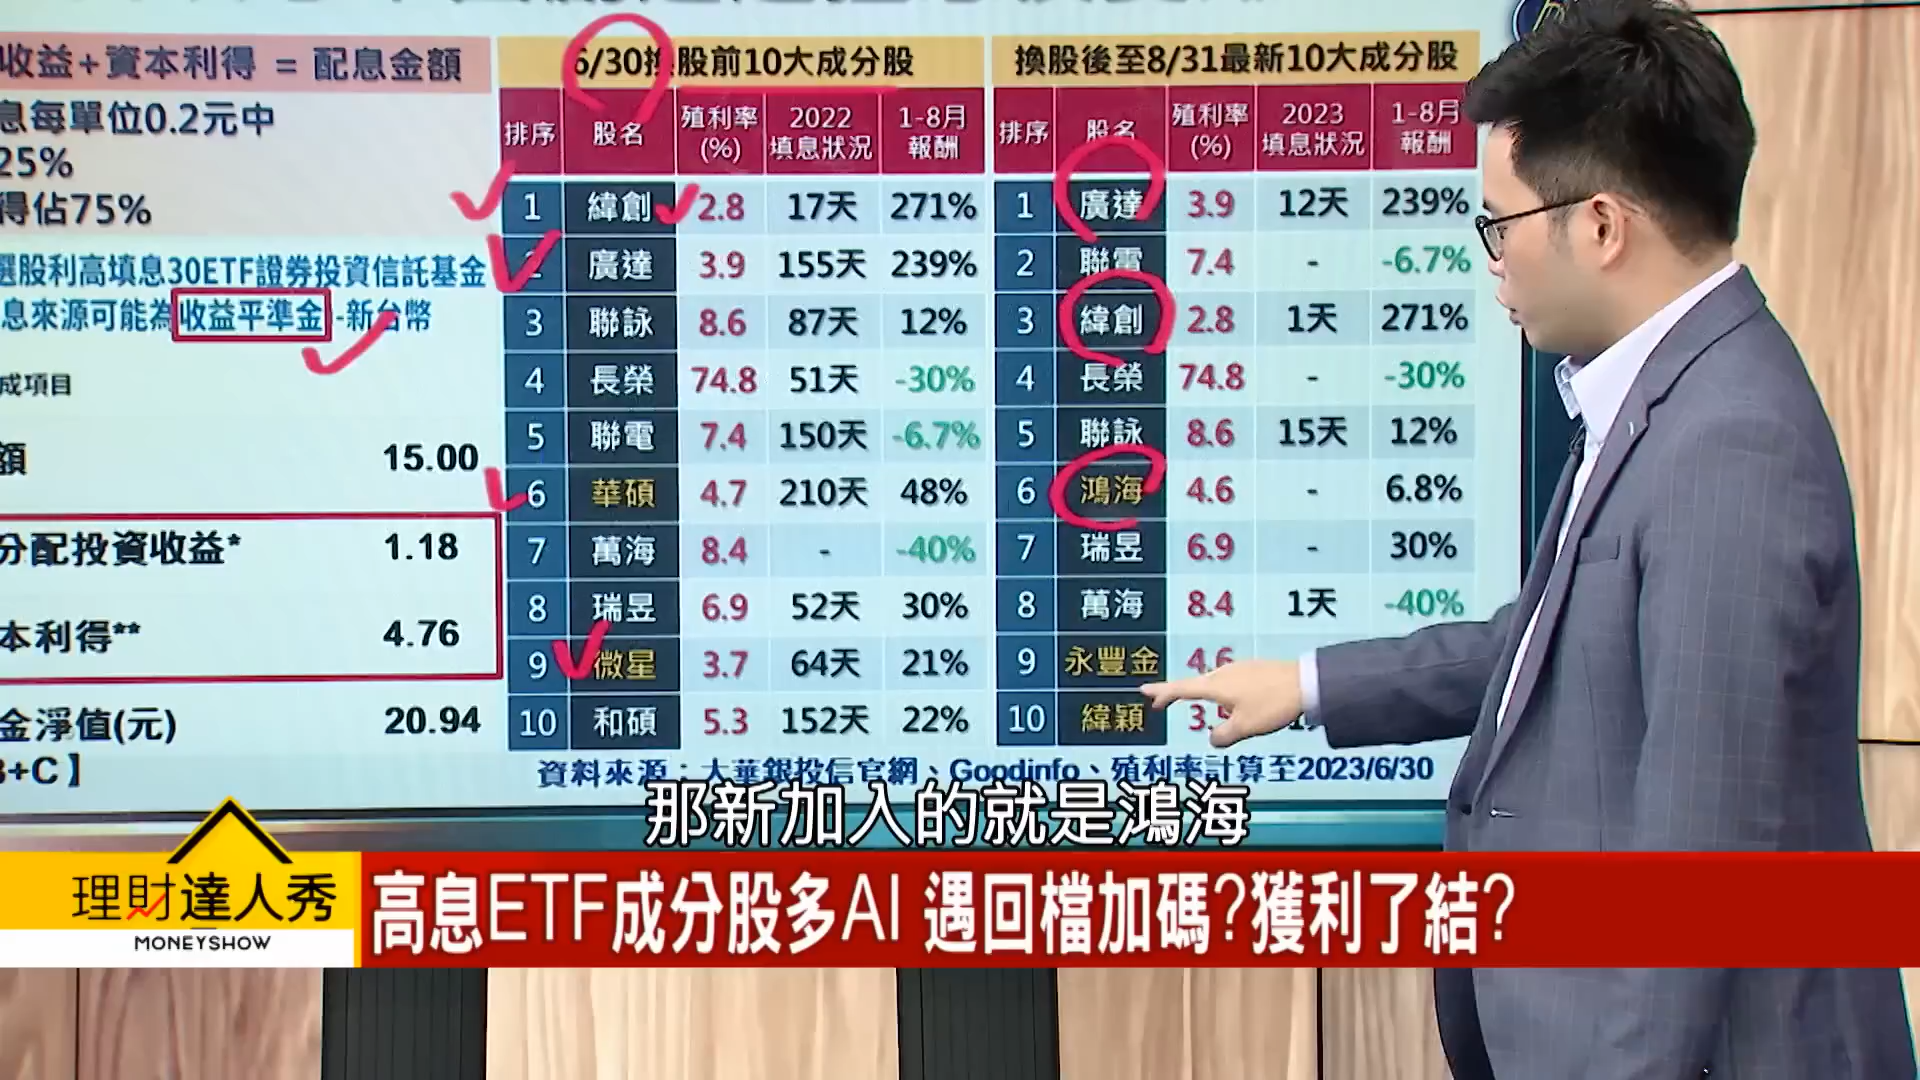 收益+資本利得 = 配息金額
息每單位0.2元中
25%
得佔75%
選股利高填息30ETF證券投資信託基金
息來源可能為收益平準金)-新台幣
成項目
額 15.00
分配投資收益* 1.18
本利得** 4.76
金淨值(元) 20.94
B+C】
6/30換股前10大成分股
排序 股名 殖利率(%) 2022填息狀況 1-8月報酬
1 緯創 2.8 17天 271%
2 廣達 3.9 155天 239%
3 聯詠 8.6 87天 12%
4 長榮 74.8 51天 -30%
5 聯電 7.4 150天 -6.7%
6 華碩 4.7 210天 48%
7 萬海 8.4 - -40%
8 瑞昱 6.9 52天 30%
9 微星 3.7 64天 21%
10 和碩 5.3 152天 22%
換股後至8/31最新10大成分股
排序 股名 殖利率(%) 2023填息狀況 1-8月報酬
1 廣達 3.9 12天 239%
2 聯電 7.4 - -6.7%
3 緯創 2.8 1天 271%
4 長榮 74.8 - -30%
5 聯詠 8.6 15天 12%
6 鴻海 4.6 - 6.8%
7 瑞昱 6.9 - 30%
8 萬海 8.4 1天 -40%
9 永豐金 4.6
10 緯穎
資料來源：大華銀投信官網、Goodinfo、殖利率計算至2023/6/30
那新加入的就是鴻海
理財達人秀
MONEYSHOW
高息ETF成分股多AI 遇回檔加碼?獲利了結?